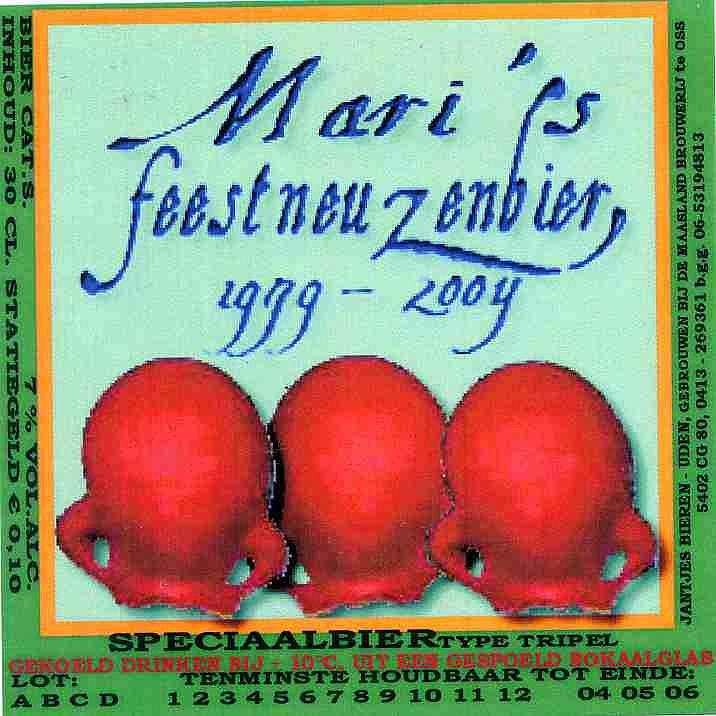 Mari's
feestneuzenbier,
1979 - 2004
BIER CAT.S. 7 % VOL.ALC.
INHOUD: 30 CL. STATIEGELD € 0,10
JANTJES BIEREN - UDEN, GEBROUWEN BIJ DE MAASLAND BROUWERIJ te OSS
5402 CG 80, 0413 - 269361 b.g.g. 06-53194813
SPECIAALBIER TYPE TRIPEL
GEKOELD DRINKEN BIJ - 10°C, UIT EEN GESPOELD BOKAALGLAS
LOT: TENMINSTE HOUDBAAR TOT EINDE:
A B C D 1 2 3 4 5 6 7 8 9 10 11 12 04 05 06